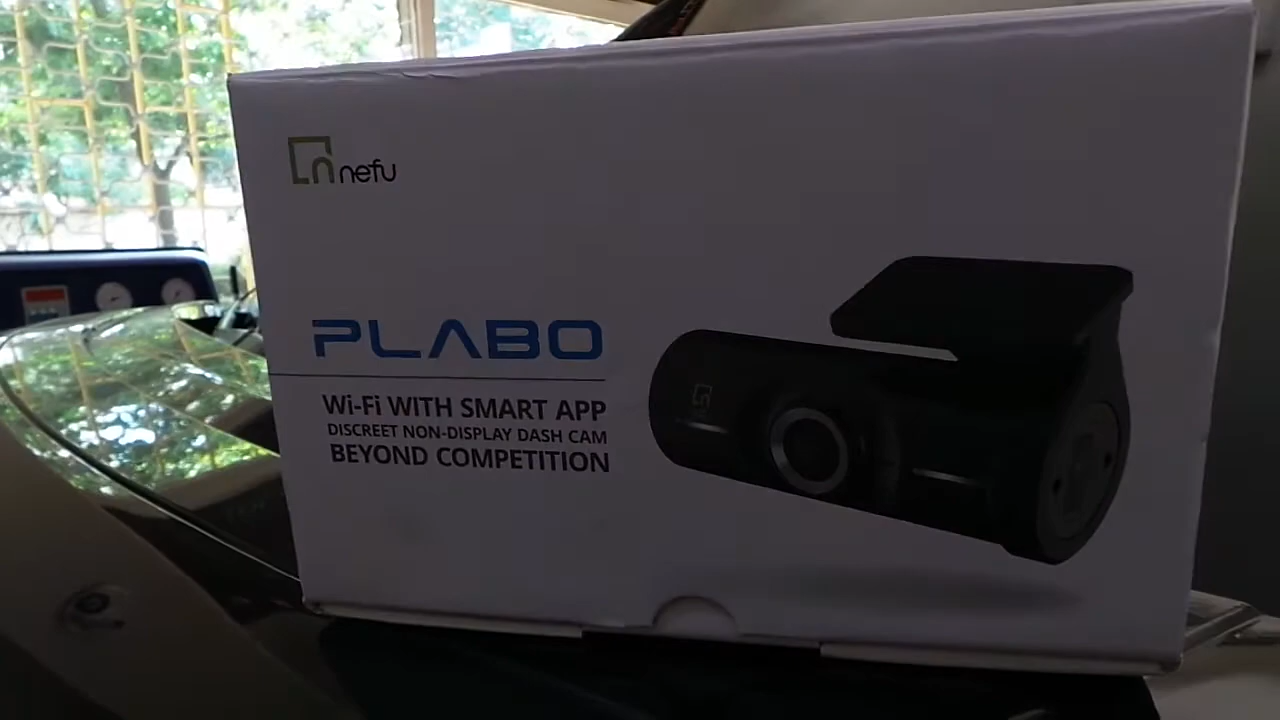 nefu
PLABO
Wi-Fi WITH SMART APP
DISCREET NON-DISPLAY DASH CAM
BEYOND COMPETITION